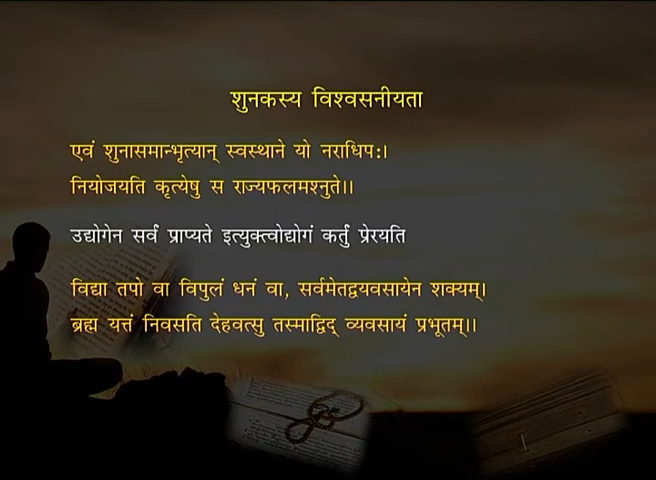 शुनकस्य विश्वसनीयता
एवं शुनासमान्भृत्यान् स्वस्थाने यो नराधिपः।
नियोजयति कृत्येषु स राज्यफलमश्नुते।।
उद्योगेन सर्वं प्राप्यते इत्युक्त्वोद्योगं कर्तुं प्रेरयति
विद्या तपो वा विपुलं धनं वा, सर्वमेतद्वयवसायेन शक्यम्।
ब्रह्म यत्तं निवसति देहवत्सु तस्माद्विद् व्यवसायं प्रभूतम्।।